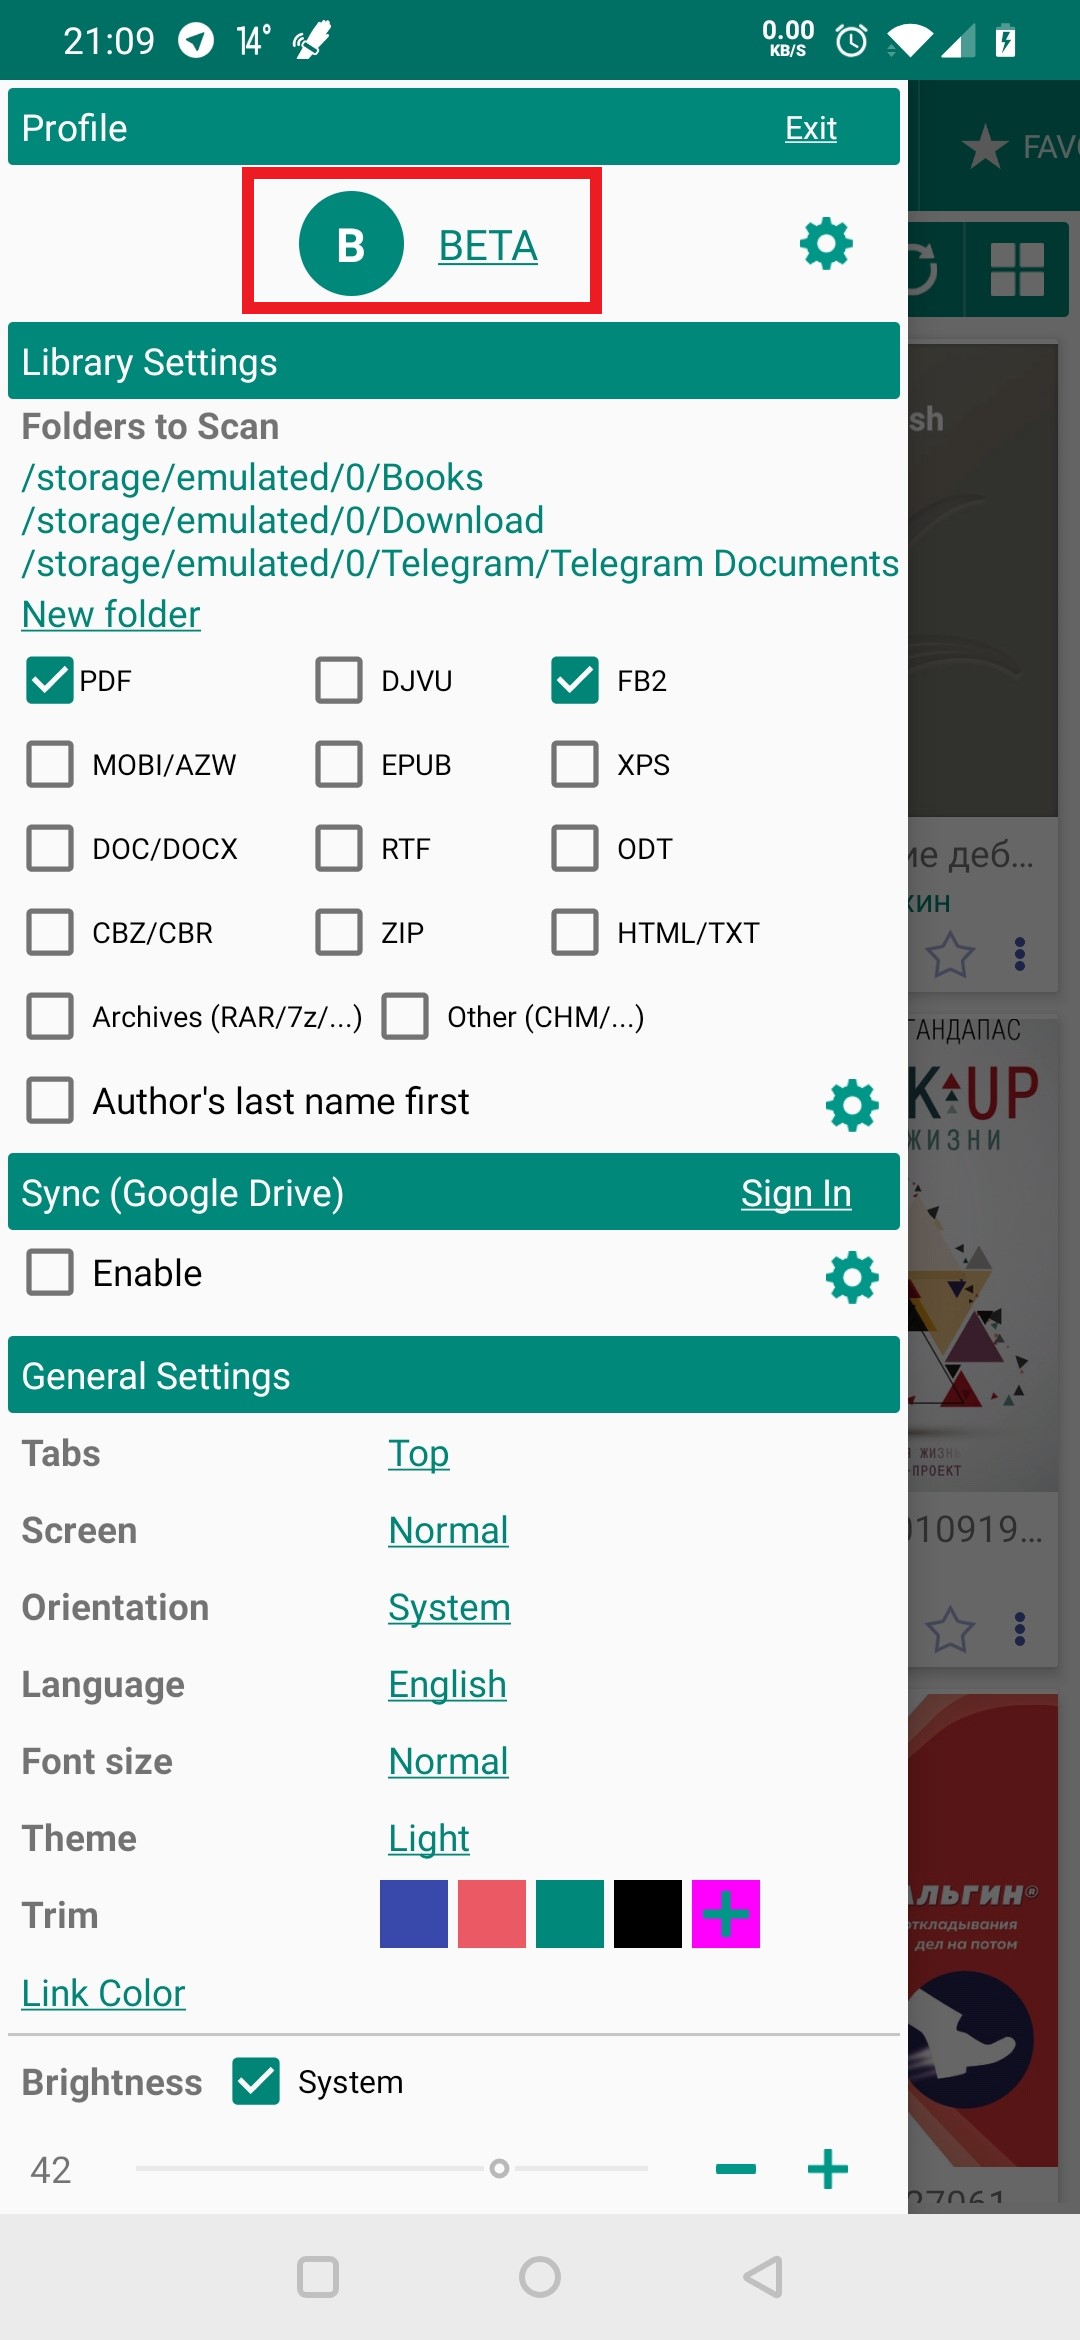 21:09 14° 0.00 KB/S
Profile Exit
FAVO
B BETA
Library Settings
Folders to Scan
/storage/emulated/0/Books
/storage/emulated/0/Download
/storage/emulated/0/Telegram/Telegram Documents
New folder
PDF DJVU FB2
MOBI/AZW EPUB XPS
DOC/DOCX RTF ODT
CBZ/CBR ZIP HTML/TXT
Archives (RAR/7z/...) Other (CHM/...)
Author's last name first
Sync (Google Drive) Sign In
Enable
General Settings
Tabs Top
Screen Normal
Orientation System
Language English
Font size Normal
Theme Light
Trim
Link Color
Brightness System
42
sh
ие деб...
кин
ГАНДАПАС
K UP
ЖИЗНИ
ЖИЗНЬ
-ПРОЕКТ
010919...
АЛЬГИН®
откладывания
дел на потом